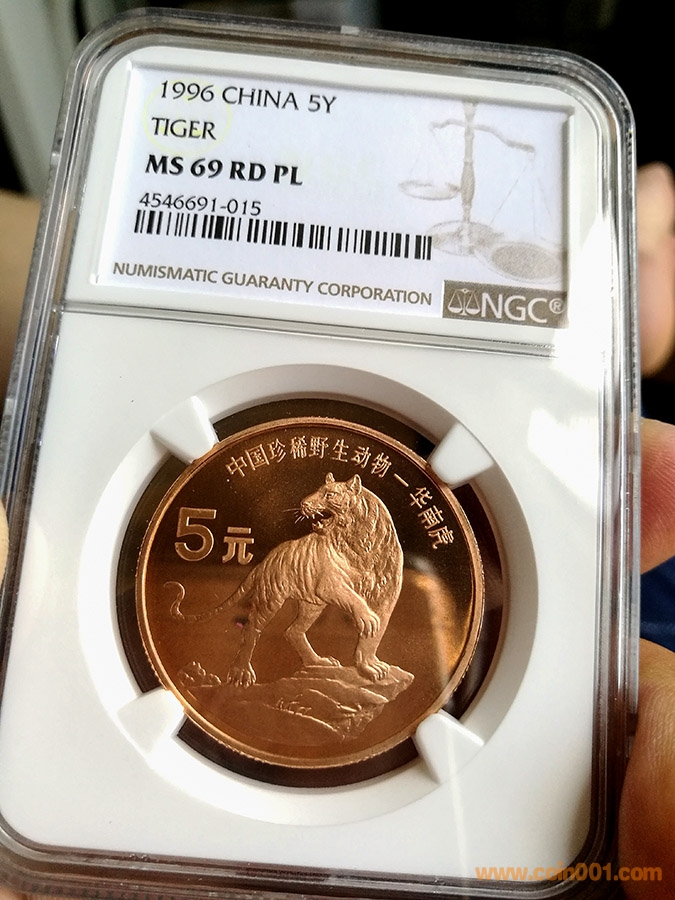 1996 CHINA 5Y
TIGER
MS 69 RD PL
4546691-015
NUMISMATIC GUARANTY CORPORATION
NGC®
中国珍稀野生动物－华南虎
5元
www.coin001.com